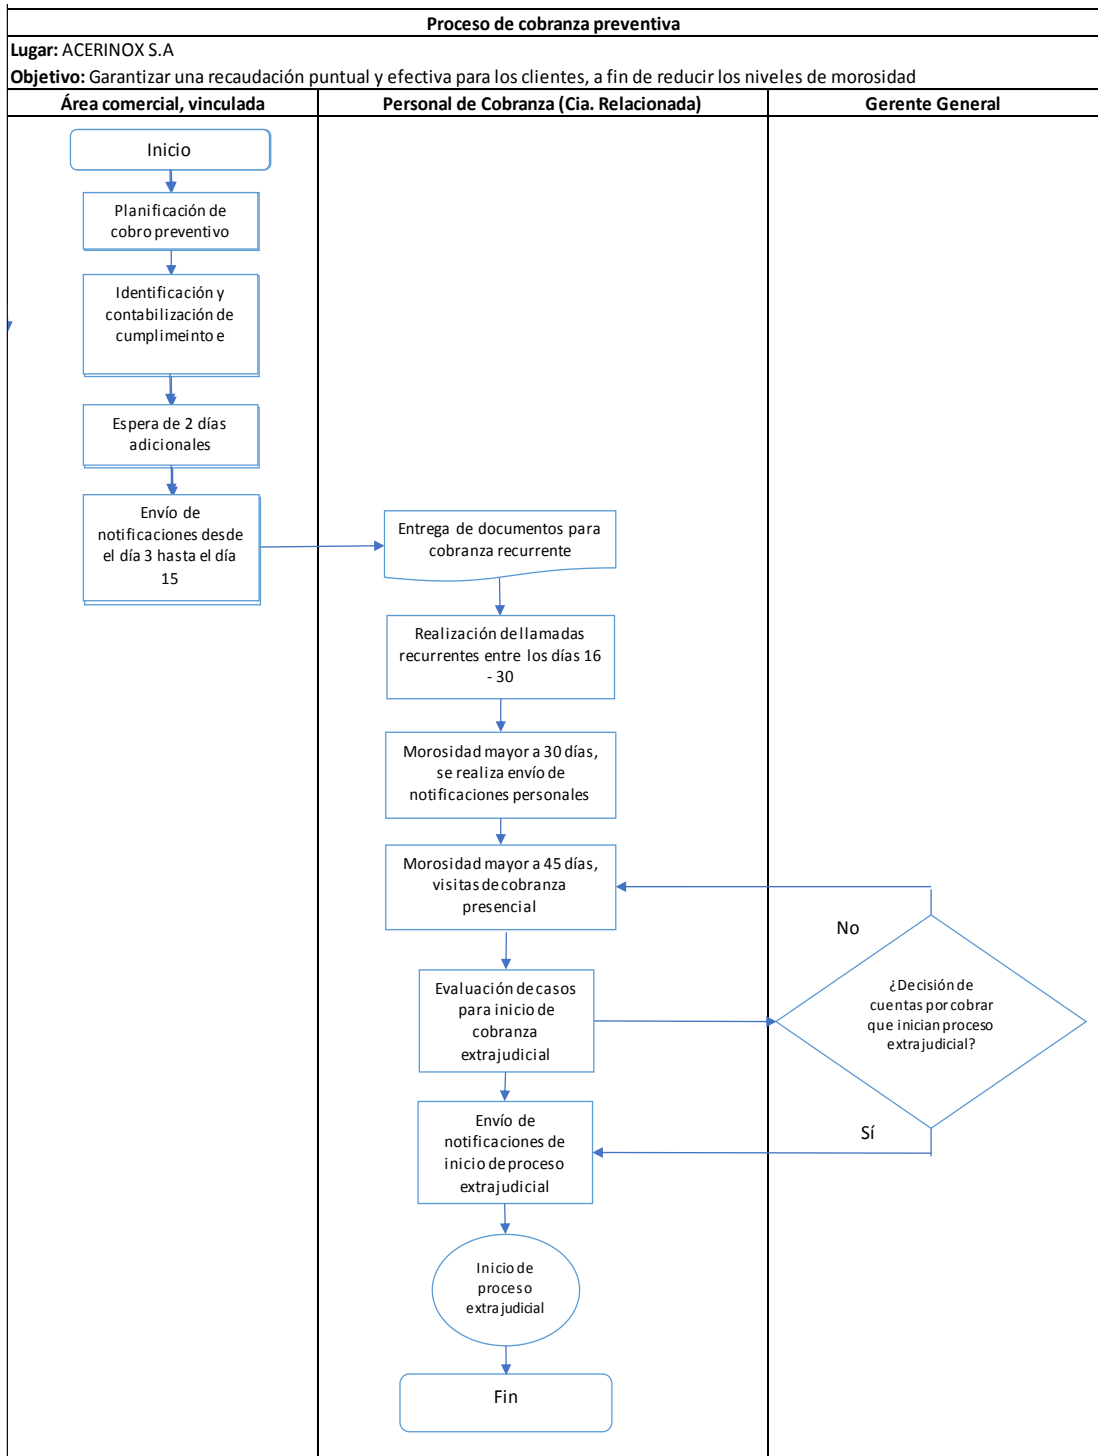 Proceso de cobranza preventiva
Lugar: ACERINOX S.A
Objetivo: Garantizar una recaudación puntual y efectiva para los clientes, a fin de reducir los niveles de morosidad
Área comercial, vinculada
Personal de Cobranza (Cia. Relacionada)
Gerente General
Inicio
Planificación de
cobro preventivo
Identificación y
contabilización de
cumplimeinto e
Espera de 2 días
adicionales
Envío de
notificaciones desde
el día 3 hasta el día
15
Entrega de documentos para
cobranza recurrente
Realización de llamadas
recurrentes entre los días 16
- 30
Morosidad mayor a 30 días,
se realiza envío de
notificaciones personales
Morosidad mayor a 45 días,
visitas de cobranza
presencial
No
¿Decisión de
cuentas por cobrar
que inician proceso
extrajudicial?
Evaluación de casos
para inicio de
cobranza
extrajudicial
Sí
Envío de
notificaciones de
inicio de proceso
extrajudicial
Inicio de
proceso
extrajudicial
Fin